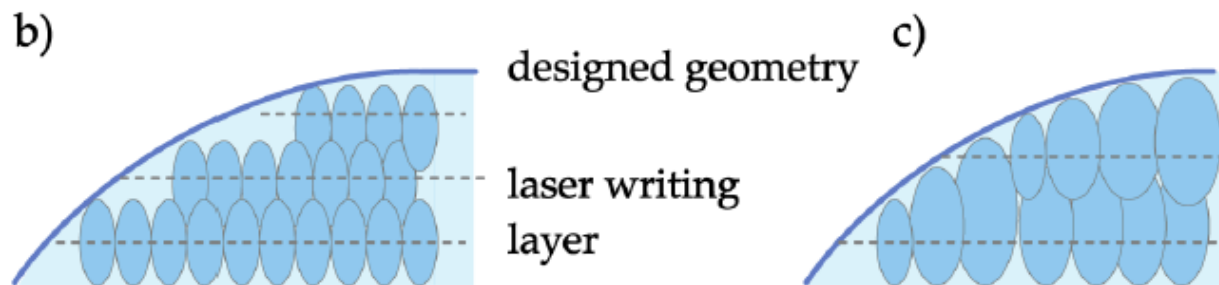 b)
designed geometry
laser writing
layer
c)